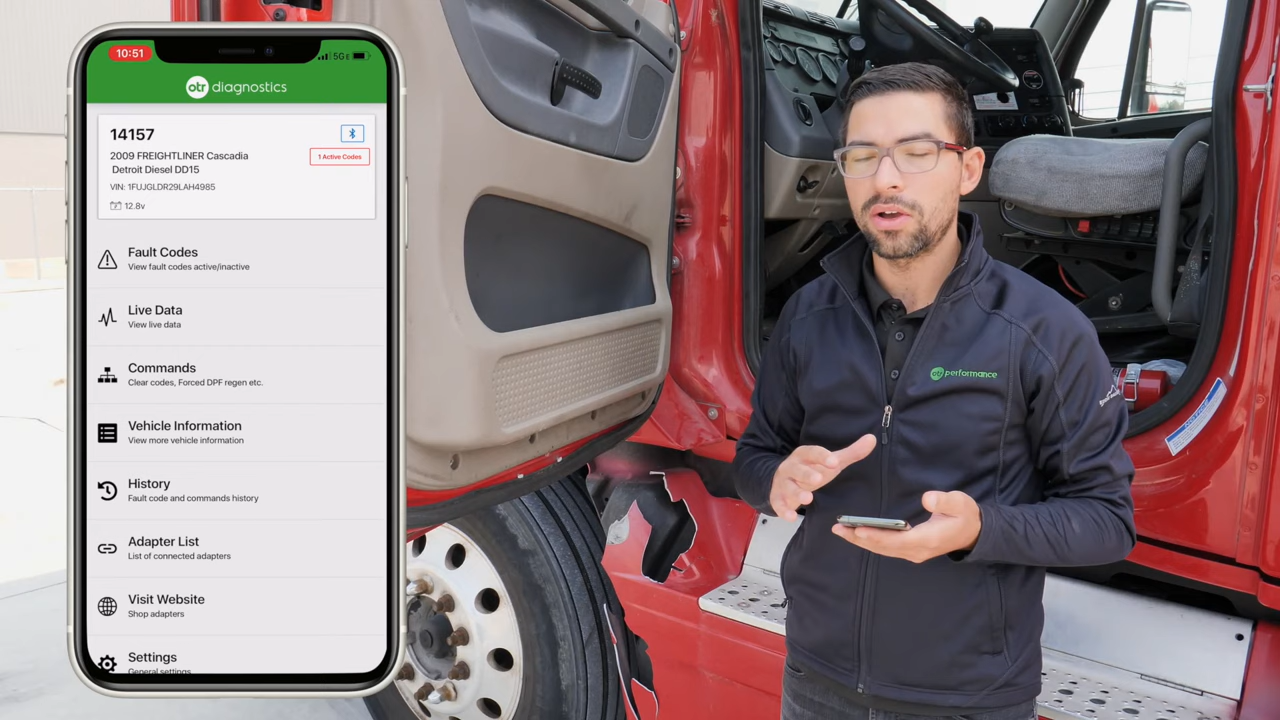 10:51
5G E
otr diagnostics
14157
1 Active Codes
2009 FREIGHTLINER Cascadia
Detroit Diesel DD15
VIN: 1FUJGLDR29LAH4985
12.8v
Fault Codes
View fault codes active/inactive
Live Data
View live data
Commands
Clear codes, Forced DPF regen etc.
Vehicle Information
View more vehicle information
History
Fault code and commands history
Adapter List
List of connected adapters
Visit Website
Shop adapters
Settings
General settings
otr performance